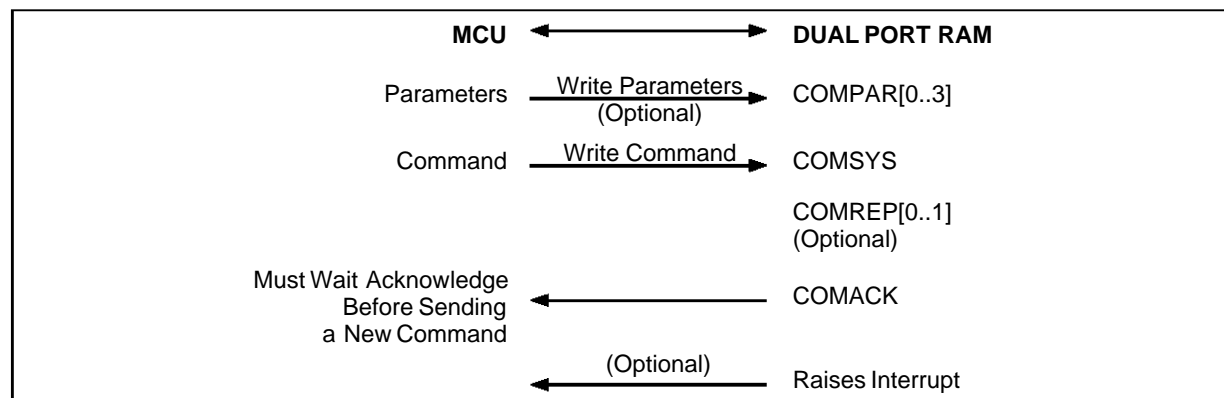 MCU DUAL PORT RAM
Parameters Write Parameters COMPAR[0..3]
(Optional)
Command Write Command COMSYS
COMREP[0..1]
(Optional)
Must Wait Acknowledge
Before Sending
a New Command
COMACK
(Optional)
Raises Interrupt